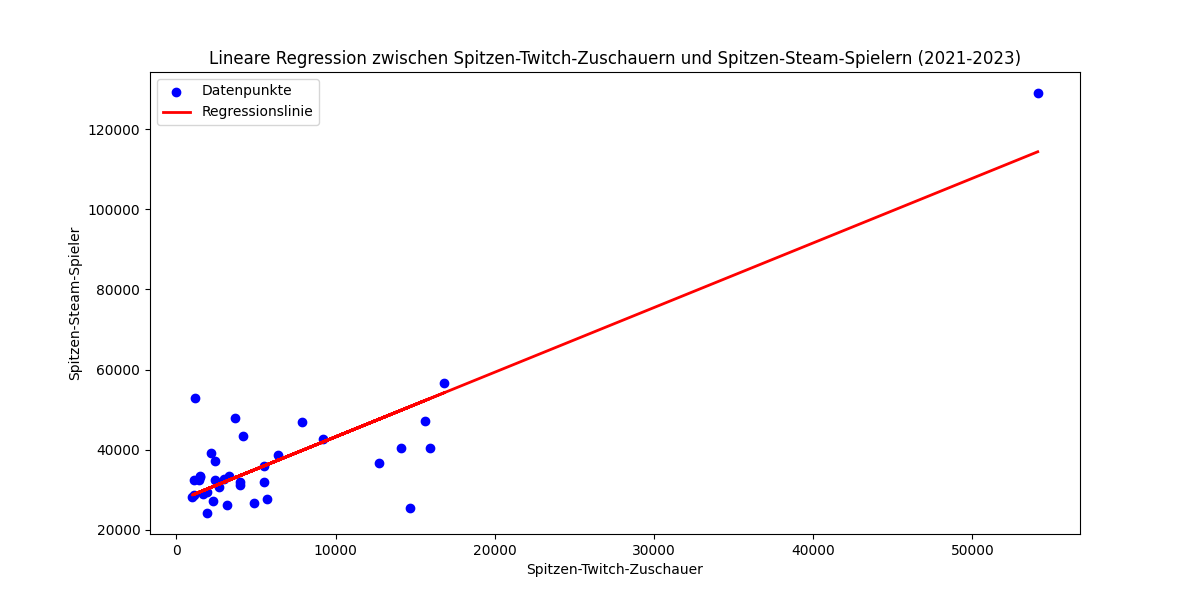 Lineare Regression zwischen Spitzen-Twitch-Zuschauern und Spitzen-Steam-Spielern (2021-2023)
Datenpunkte
Regressionslinie
Spitzen-Steam-Spieler
120000
100000
80000
60000
40000
20000
0 10000 20000 30000 40000 50000
Spitzen-Twitch-Zuschauer